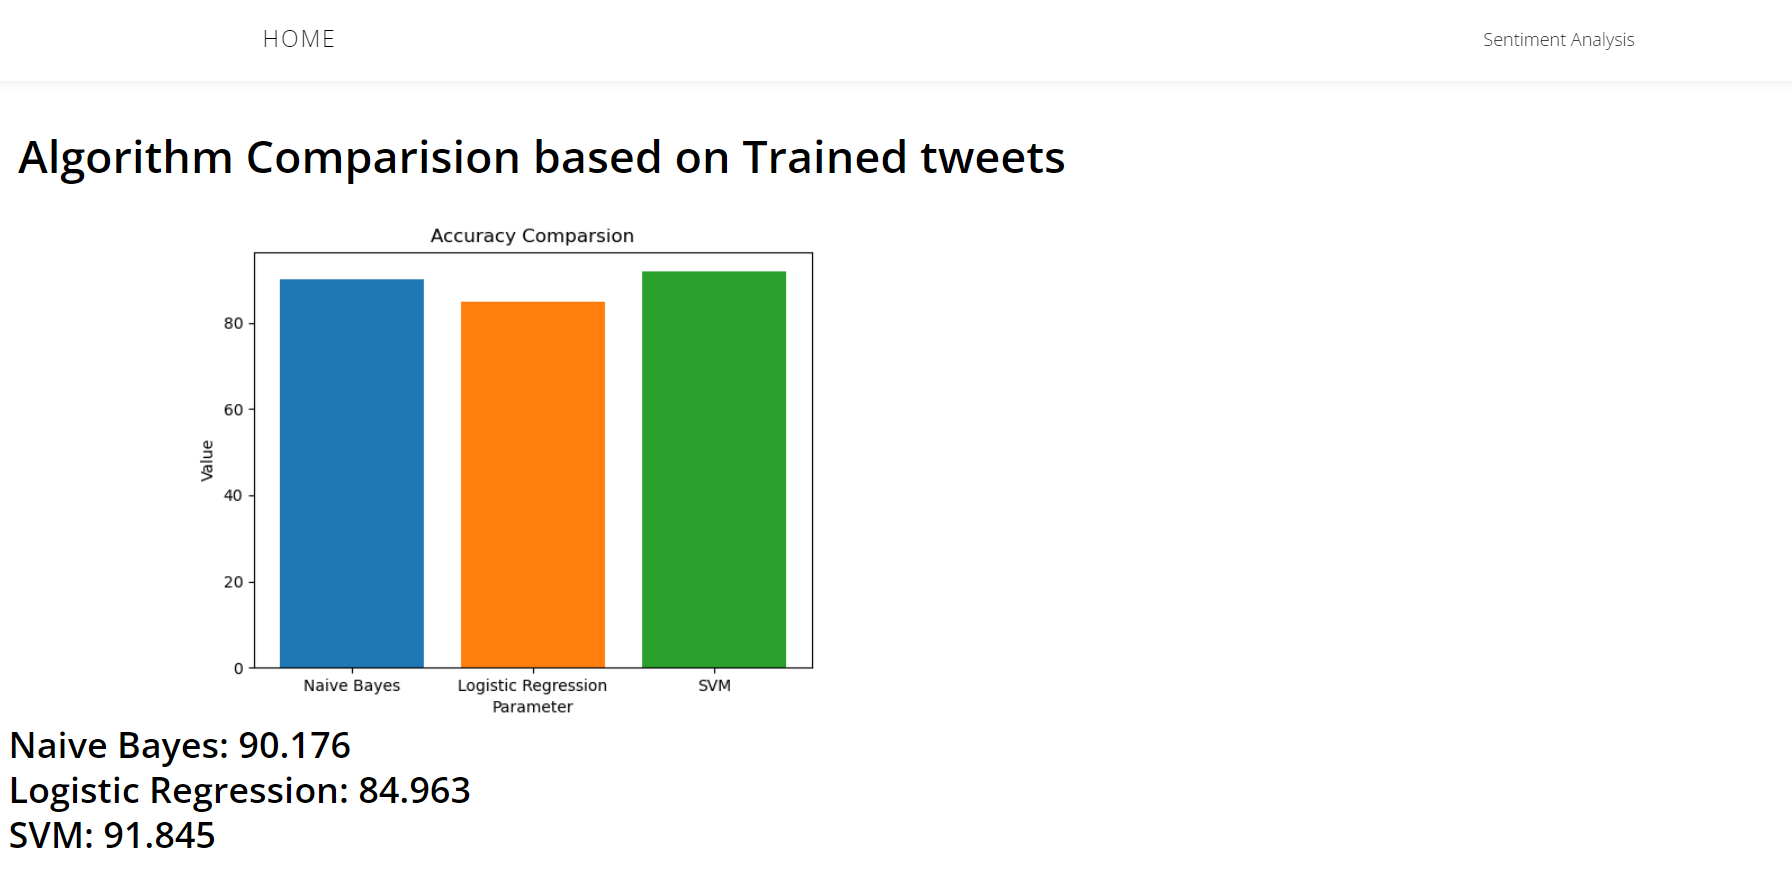 HOME
Sentiment Analysis
Algorithm Comparision based on Trained tweets
Accuracy Comparsion
80
60
40
20
0
Value
Naive Bayes
Logistic Regression
SVM
Parameter
Naive Bayes: 90.176
Logistic Regression: 84.963
SVM: 91.845